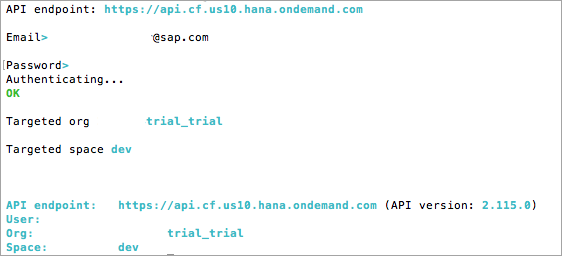 API endpoint: https://api.cf.us10.hana.ondemand.com
Email> @sap.com
Password>
Authenticating...
OK
Targeted org trial_trial
Targeted space dev
API endpoint: https://api.cf.us10.hana.ondemand.com (API version: 2.115.0)
User:
Org: trial_trial
Space: dev